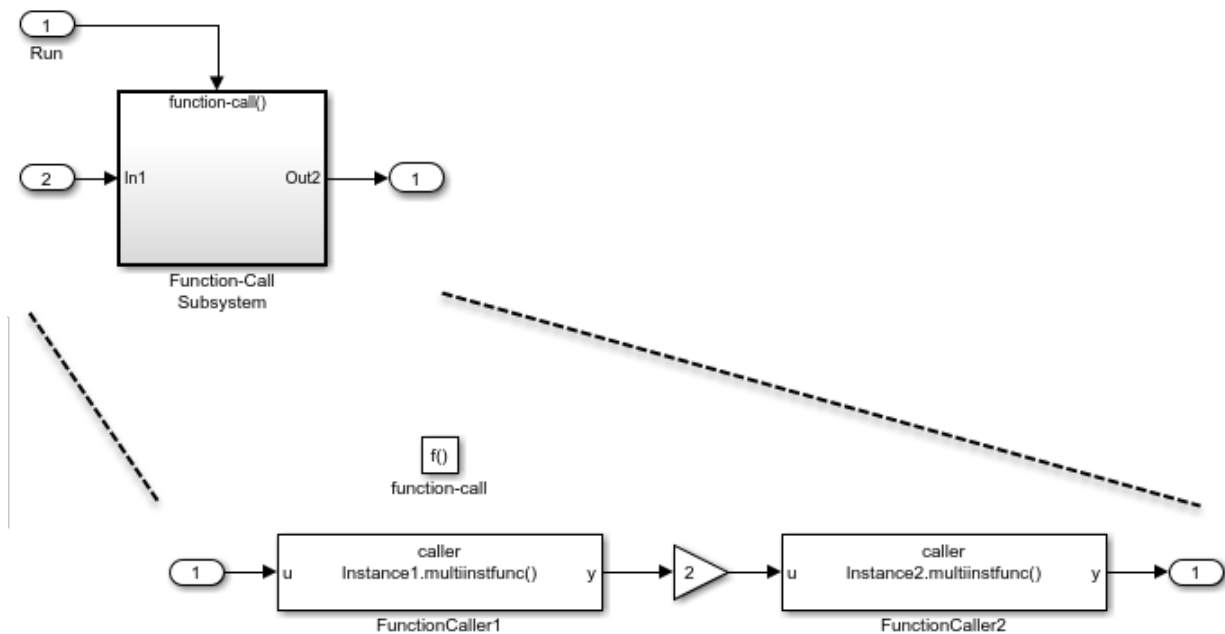 1
Run
function-call()
2
In1
Out2
1
Function-Call
Subsystem
f()
function-call
1
u
caller
Instance1.multiinstfunc()
y
2
u
caller
Instance2.multiinstfunc()
y
1
FunctionCaller1
FunctionCaller2